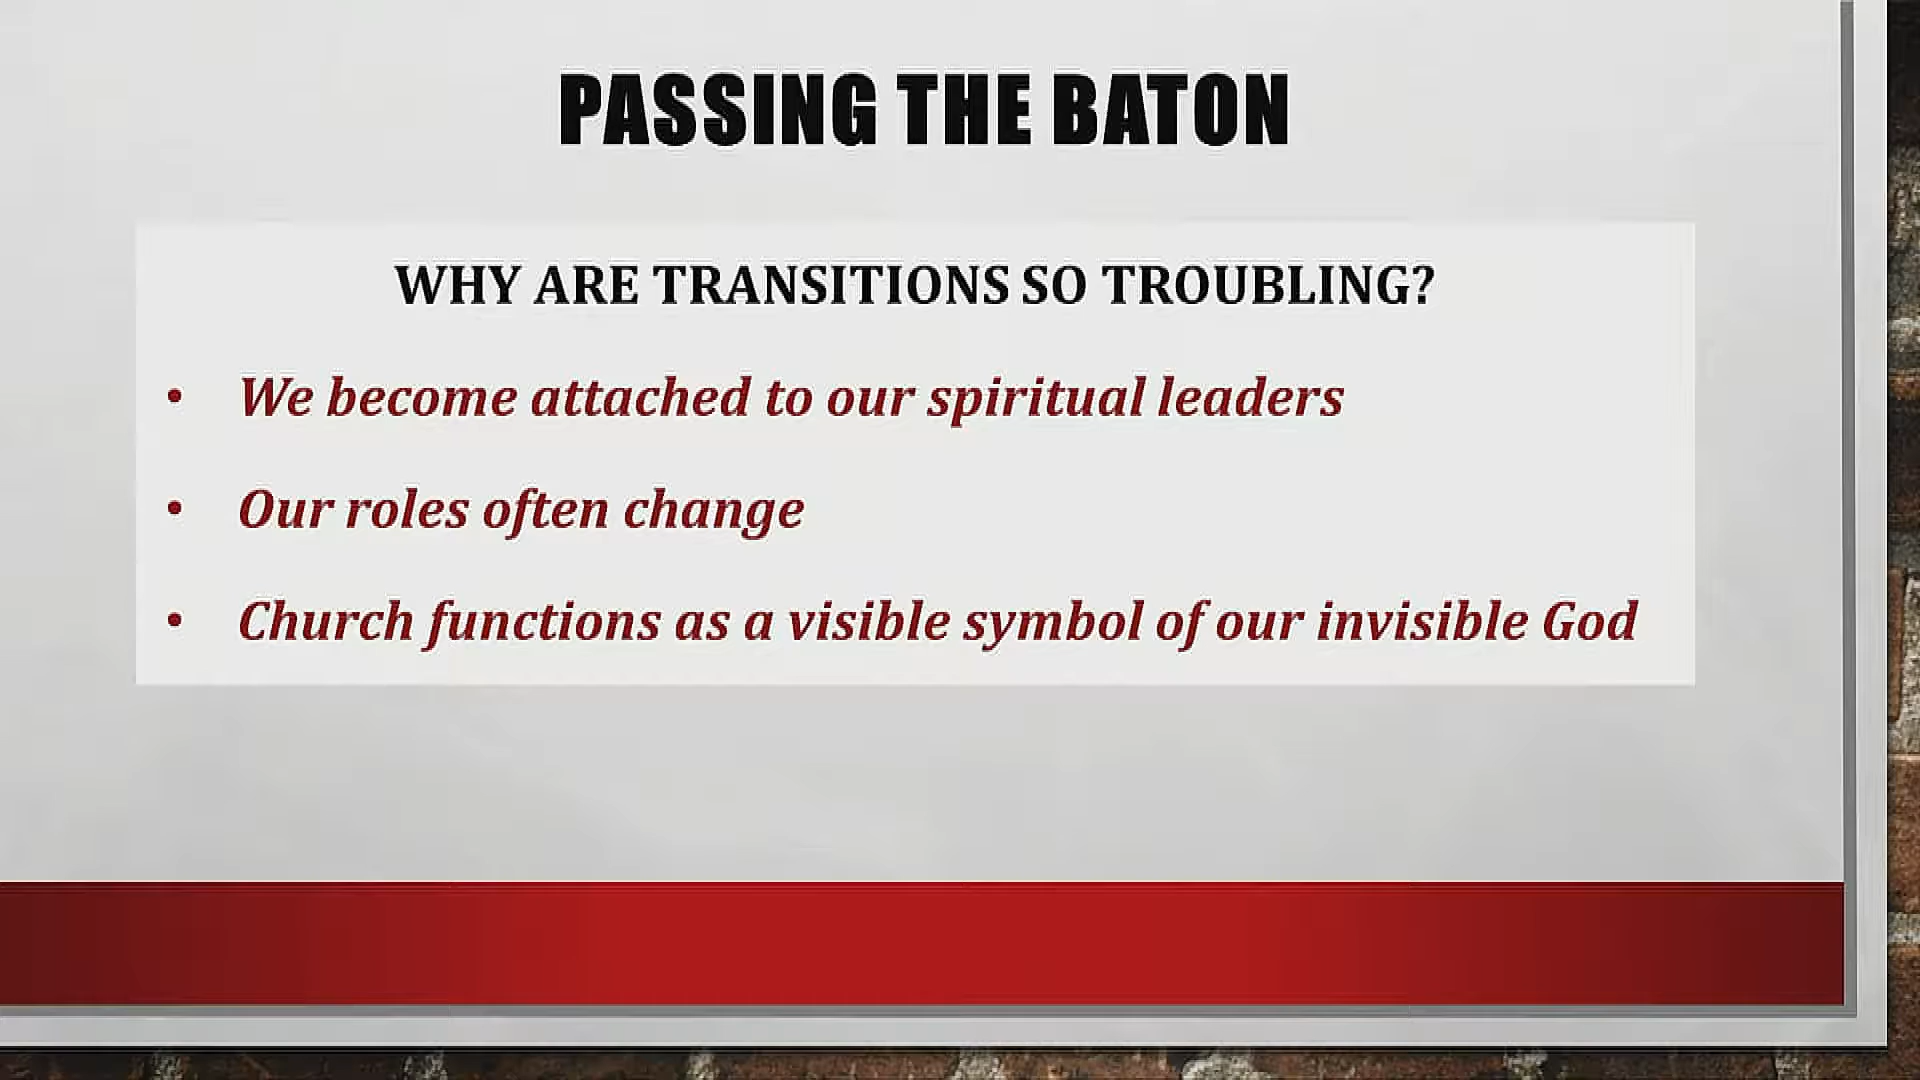 PASSING THE BATON
WHY ARE TRANSITIONS SO TROUBLING?
• We become attached to our spiritual leaders
• Our roles often change
• Church functions as a visible symbol of our invisible God